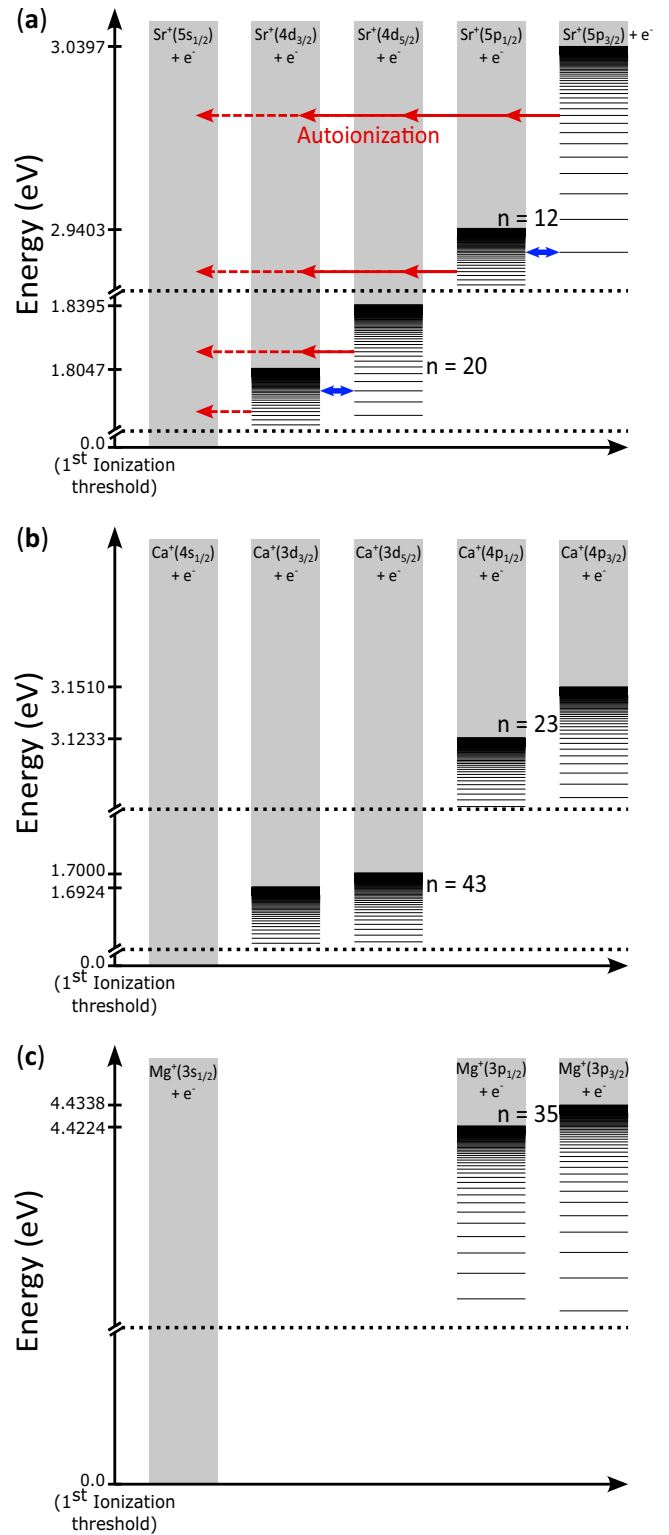 (a)
Sr⁺(5s₁/₂) + e⁻
Sr⁺(4d₃/₂) + e⁻
Sr⁺(4d₅/₂) + e⁻
Sr⁺(5p₁/₂) + e⁻
Sr⁺(5p₃/₂) + e⁻
3.0397
Autoionization
n = 12
2.9403
Energy (eV)
1.8395
n = 20
1.8047
0.0
(1st Ionization
threshold)
(b)
Ca⁺(4s₁/₂) + e⁻
Ca⁺(3d₃/₂) + e⁻
Ca⁺(3d₅/₂) + e⁻
Ca⁺(4p₁/₂) + e⁻
Ca⁺(4p₃/₂) + e⁻
3.1510
n = 23
3.1233
Energy (eV)
1.7000
n = 43
1.6924
0.0
(1st Ionization
threshold)
(c)
Mg⁺(3s₁/₂) + e⁻
Mg⁺(3p₁/₂) + e⁻
Mg⁺(3p₃/₂) + e⁻
4.4338
n = 35
4.4224
Energy (eV)
0.0
(1st Ionization
threshold)